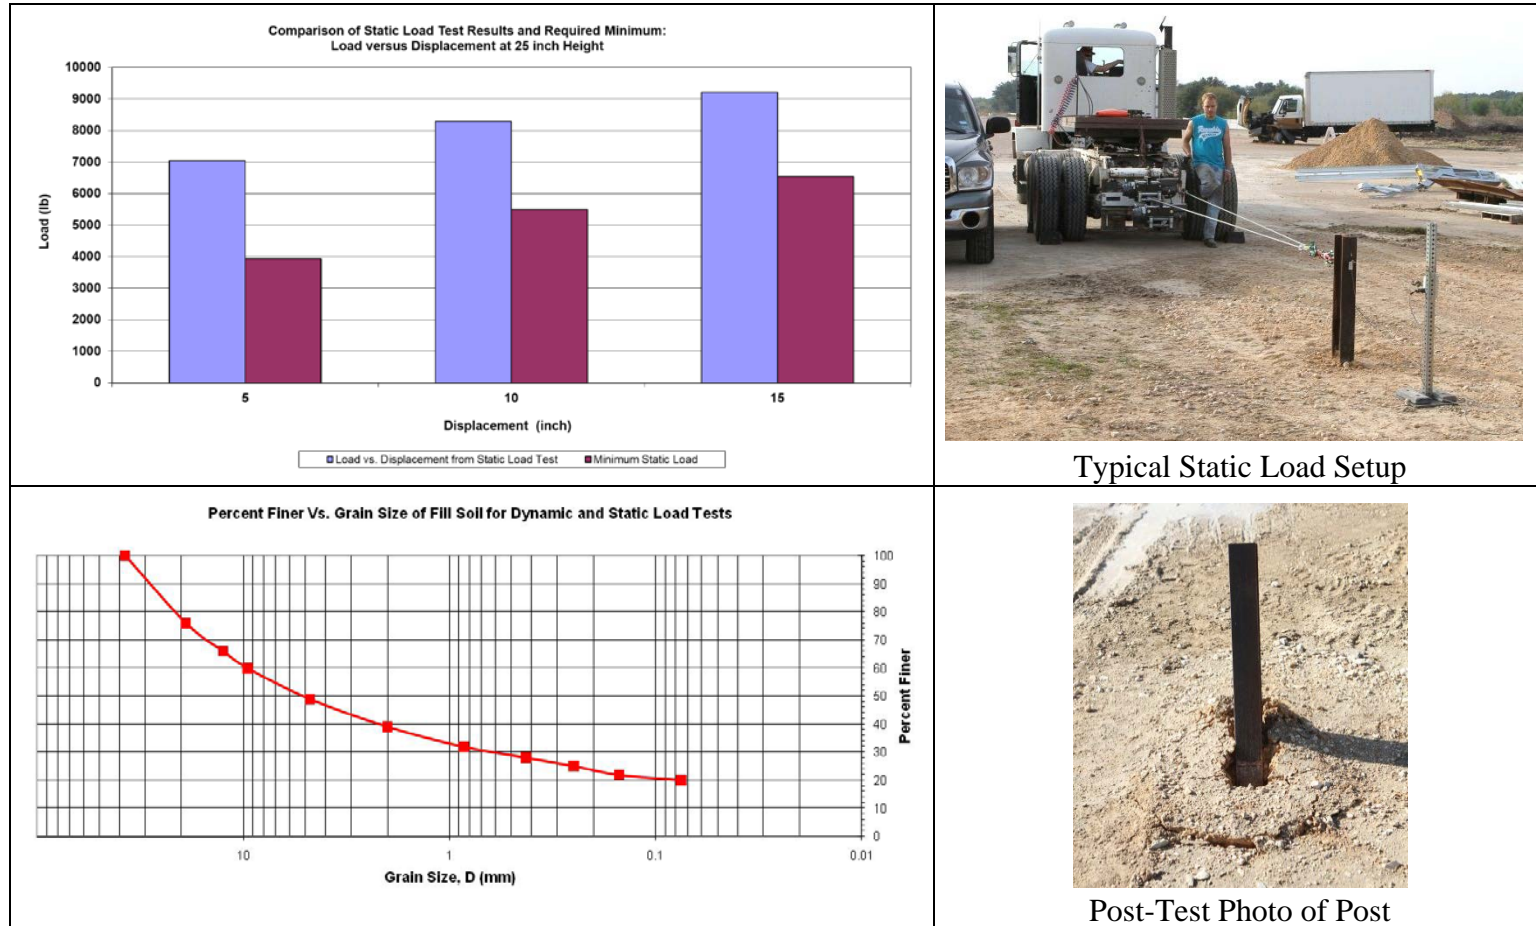 Comparison of Static Load Test Results and Required Minimum:
Load versus Displacement at 25 inch Height
10000
9000
8000
7000
6000
5000
4000
3000
2000
1000
0
Load (lb)
5
10
15
Displacement (inch)
Load vs. Displacement from Static Load Test
Minimum Static Load
Typical Static Load Setup
Percent Finer Vs. Grain Size of Fill Soil for Dynamic and Static Load Tests
100
90
80
70
60
50
40
30
20
10
0
Percent Finer
10
1
0.1
0.01
Grain Size, D (mm)
Post-Test Photo of Post